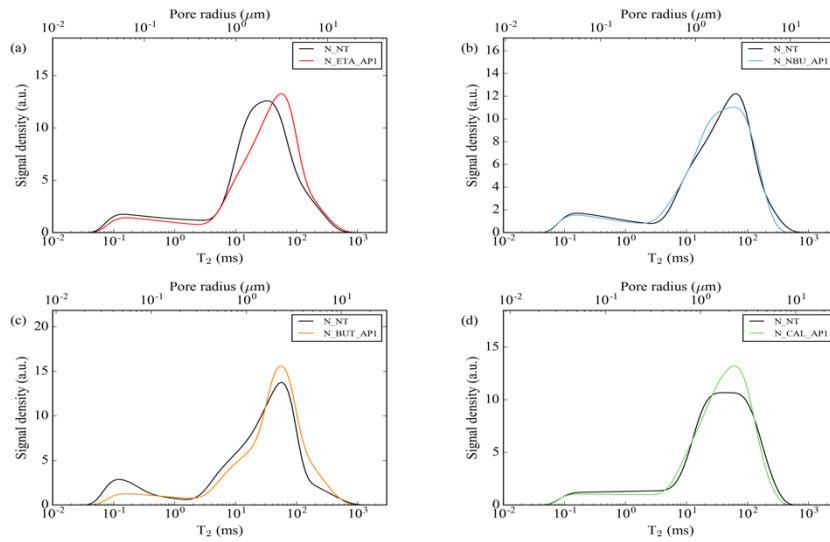 Pore radius (μm)
10⁻² 10⁻¹ 10⁰ 10¹
(a)
N_NT
N_ETA_AP1
Signal density (a.u.)
15
10
5
0
10⁻² 10⁻¹ 10⁰ 10¹ 10² 10³
T₂ (ms)
Pore radius (μm)
10⁻² 10⁻¹ 10⁰ 10¹
(b)
N_NT
N_NBU_AP1
Signal density (a.u.)
16
14
12
10
8
6
4
2
0
10⁻² 10⁻¹ 10⁰ 10¹ 10² 10³
T₂ (ms)
Pore radius (μm)
10⁻² 10⁻¹ 10⁰ 10¹
(c)
N_NT
N_BUT_AP1
Signal density (a.u.)
20
15
10
5
0
10⁻² 10⁻¹ 10⁰ 10¹ 10² 10³
T₂ (ms)
Pore radius (μm)
10⁻² 10⁻¹ 10⁰ 10¹
(d)
N_NT
N_CAL_AP1
Signal density (a.u.)
15
10
5
0
10⁻² 10⁻¹ 10⁰ 10¹ 10² 10³
T₂ (ms)